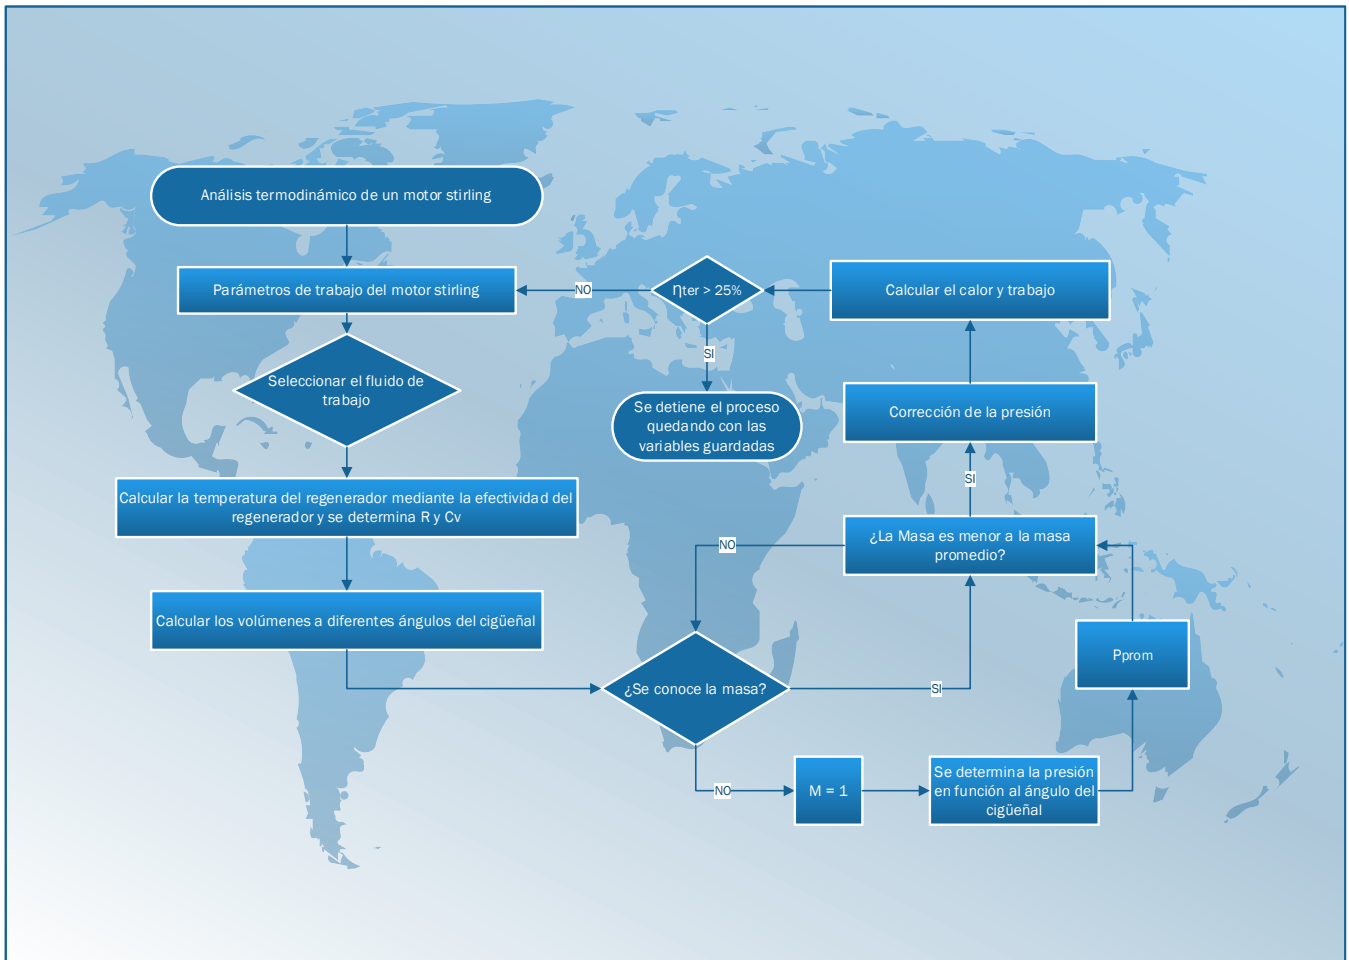 Análisis termodinámico de un motor stirling
Parámetros de trabajo del motor stirling
Seleccionar el fluido de
trabajo
Calcular la temperatura del regenerador mediante la efectividad del
regenerador y se determina R y Cv
Calcular los volúmenes a diferentes ángulos del cigüeñal
¿Se conoce la masa?
NO
M = 1
Se determina la presión
en función al ángulo del
cigüeñal
Pprom
SI
¿La Masa es menor a la masa
promedio?
NO
SI
Corrección de la presión
Calcular el calor y trabajo
ηter > 25%
NO
SI
Se detiene el proceso
quedando con las
variables guardadas